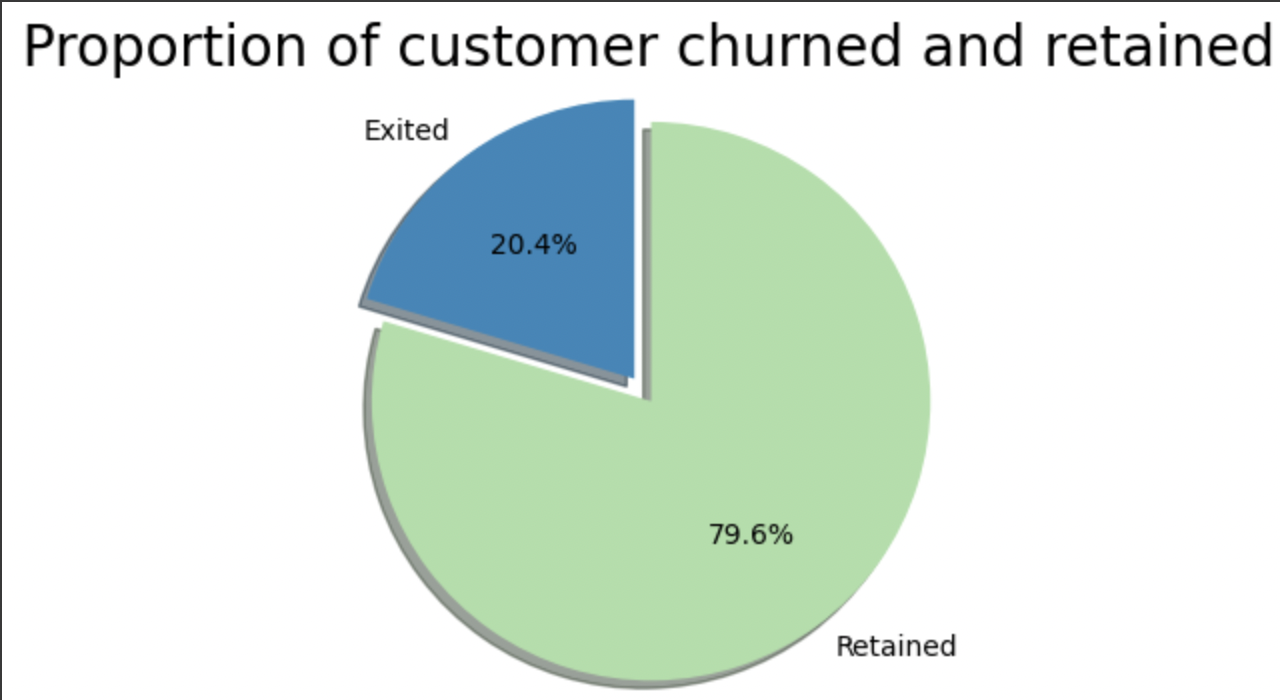 Proportion of customer churned and retained
Exited
20.4%
79.6%
Retained